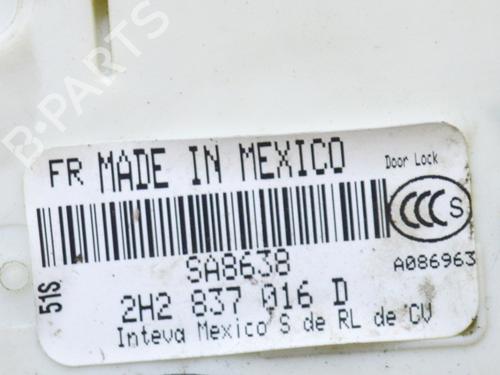 B-PARTS
FR MADE IN MEXICO
Door Lock
CCC S
SA8638
A086963
51S
2H2 837 016 D
Inteva Mexico S de RL de CV